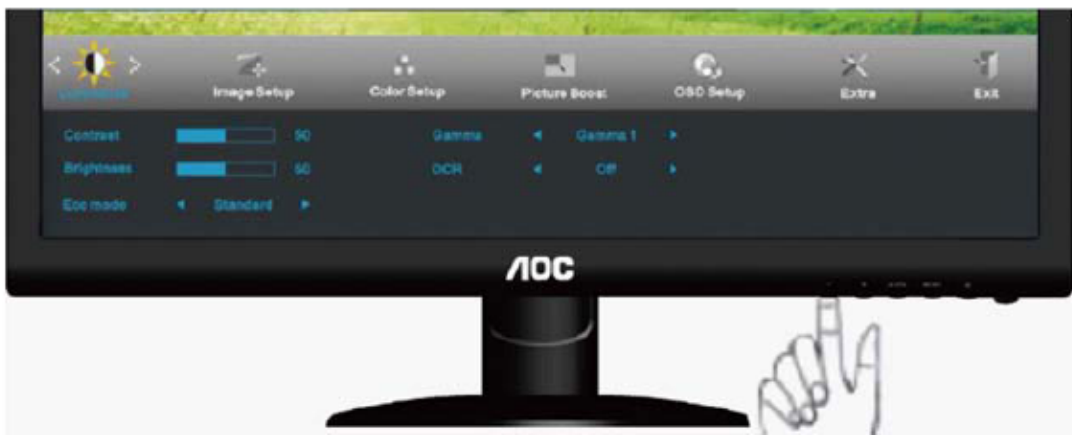 Luminance
Image Setup
Color Setup
Picture Boost
OSD Setup
Extra
Exit
Contrast 50 Gamma Gamma 1
Brightness 50 DCR Off
Eco mode Standard
AOC